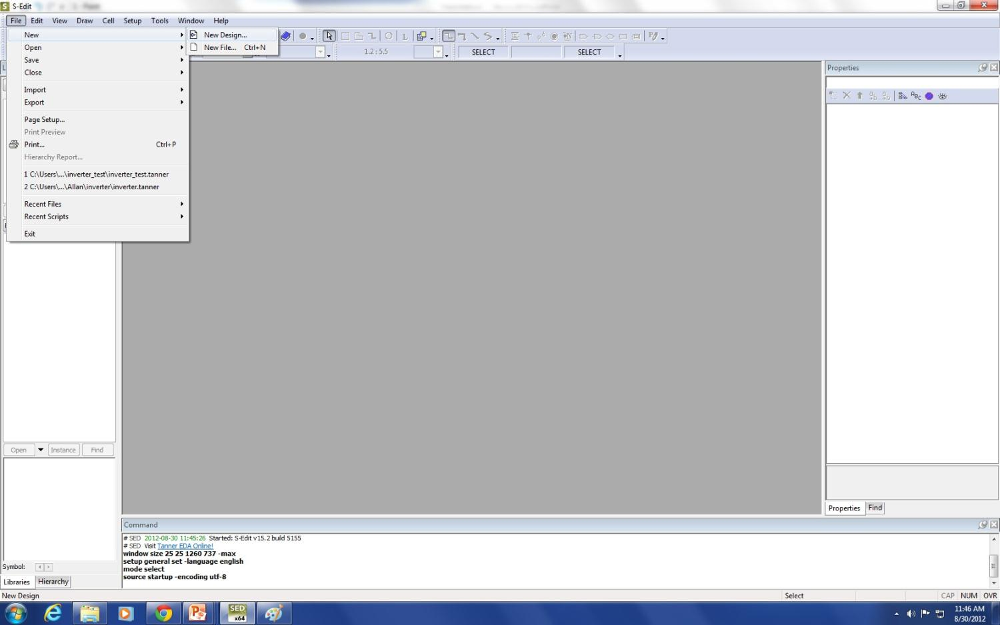 S-Edit
File Edit View Draw Cell Setup Tools Window Help
New
New Design...
Open
New File... Ctrl+N
Save
1.2 : 5.5 SELECT SELECT
Close
Properties
Import
Export
Page Setup...
Print Preview
Print... Ctrl+P
Hierarchy Report...
1 C:\Users\...\inverter_test\inverter_test.tanner
2 C:\Users\...\Allan\inverter\inverter.tanner
Recent Files
Recent Scripts
Exit
Open Instance Find
Properties Find
Command
# SED 2012-08-30 11:45:26 Started: S-Edit v15.2 build 5155
# SED Visit Tanner EDA Online!
window size 25 25 1260 737 -max
setup general set -language english
mode select
source startup -encoding utf-8
Symbol:
Libraries Hierarchy
New Design Select CAP NUM OVR
SED
x64
11:46 AM
8/30/2012